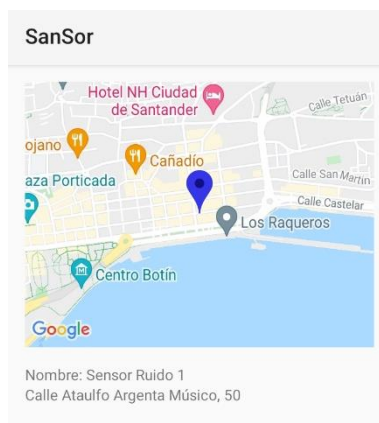 SanSor
Hotel NH Ciudad
de Santander
Calle Tetuán
ojano
Cañadío
Calle San Martín
aza Porticada
Calle Castelar
Los Raqueros
Centro Botín
Google
Nombre: Sensor Ruido 1
Calle Ataulfo Argenta Músico, 50